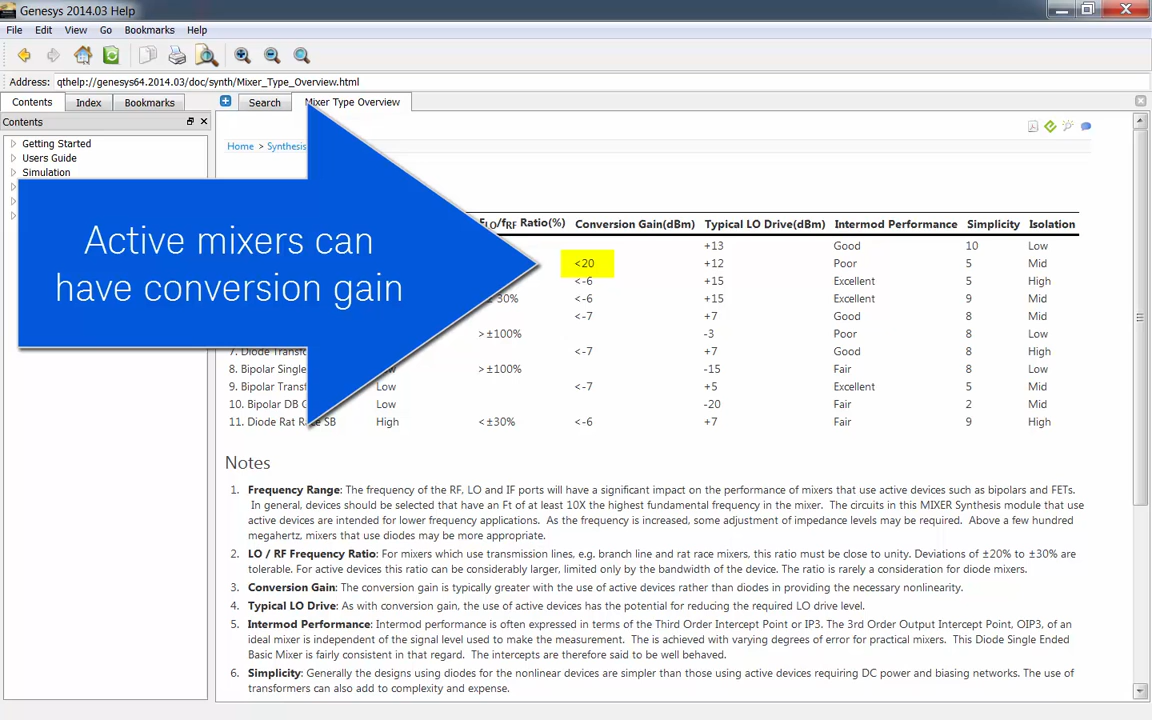 Genesys 2014.03 Help
File Edit View Go Bookmarks Help
Address: qthelp://genesys64.2014.03/doc/synth/Mixer_Type_Overview.html
Contents Index Bookmarks Search Mixer Type Overview
Contents
Getting Started
Users Guide
Simulation
Home > Synthesis
Active mixers can
have conversion gain
/fRF Ratio(%) Conversion Gain(dBm) Typical LO Drive(dBm) Intermod Performance Simplicity Isolation
+13 Good 10 Low
<20 +12 Poor 5 Mid
<-6 +15 Excellent 5 High
30% <-6 +15 Excellent 9 Mid
<-7 +7 Good 8 Mid
>±100% -3 Poor 8 Low
7. Diode <-7 +7 Good 8 High
8. Bipolar Single >±100% -15 Fair 8 Low
9. Bipolar Low <-7 +5 Excellent 5 Mid
10. Bipolar DB Low -20 Fair 2 Mid
11. Diode SB High <±30% <-6 +7 Fair 9 High
Notes
1. Frequency Range: The frequency of the RF, LO and IF ports will have a significant impact on the performance of mixers that use active devices such as bipolars and FETs.
In general, devices should be selected that have an Ft of at least 10X the highest fundamental frequency in the mixer. The circuits in this MIXER Synthesis module that use
active devices are intended for lower frequency applications. As the frequency is increased, some adjustment of impedance levels may be required. Above a few hundred
megahertz, mixers that use diodes may be more appropriate.
2. LO / RF Frequency Ratio: For mixers which use transmission lines, e.g. branch line and rat race mixers, this ratio must be close to unity. Deviations of ±20% to ±30% are
tolerable. For active devices this ratio can be considerably larger, limited only by the bandwidth of the device. The ratio is rarely a consideration for diode mixers.
3. Conversion Gain: The conversion gain is typically greater with the use of active devices rather than diodes in providing the necessary nonlinearity.
4. Typical LO Drive: As with conversion gain, the use of active devices has the potential for reducing the required LO drive level.
5. Intermod Performance: Intermod performance is often expressed in terms of the Third Order Intercept Point or IP3. The 3rd Order Output Intercept Point, OIP3, of an
ideal mixer is independent of the signal level used to make the measurement. The is achieved with varying degrees of error for practical mixers. This Diode Single Ended
Basic Mixer is fairly consistent in that regard. The intercepts are therefore said to be well behaved.
6. Simplicity: Generally the designs using diodes for the nonlinear devices are simpler than those using active devices requiring DC power and biasing networks. The use of
transformers can also add to complexity and expense.